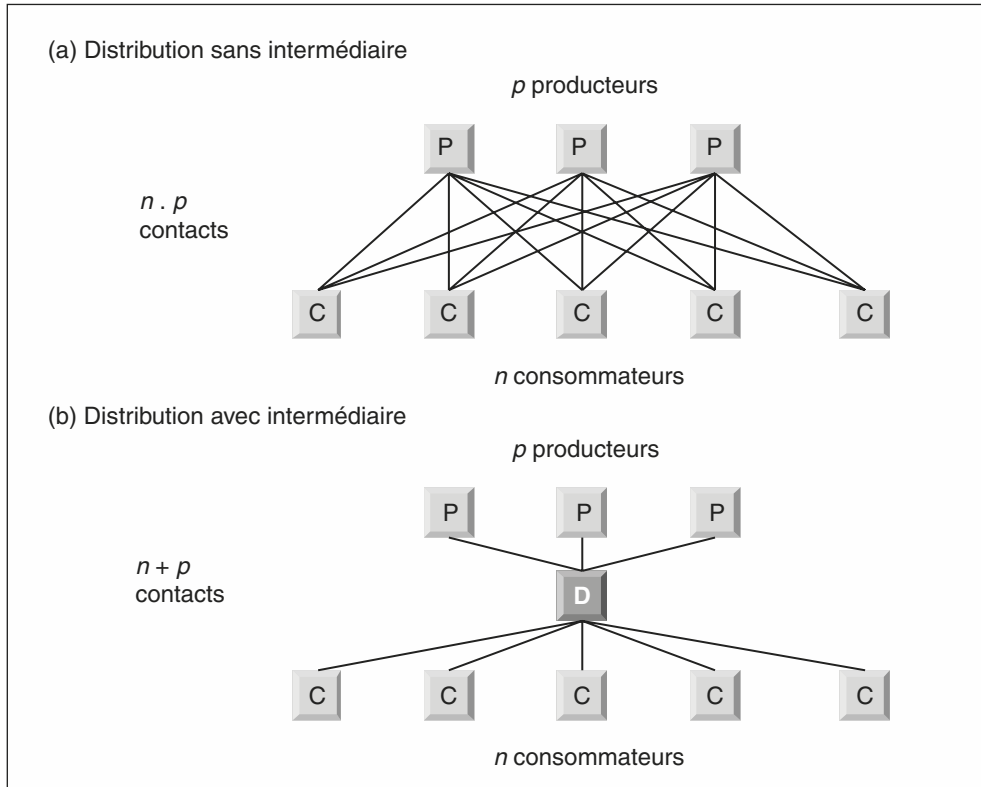 (a) Distribution sans intermédiaire
p producteurs
P P P
n . p
contacts
C C C C C
n consommateurs
(b) Distribution avec intermédiaire
p producteurs
P P P
n + p
contacts
D
C C C C C
n consommateurs